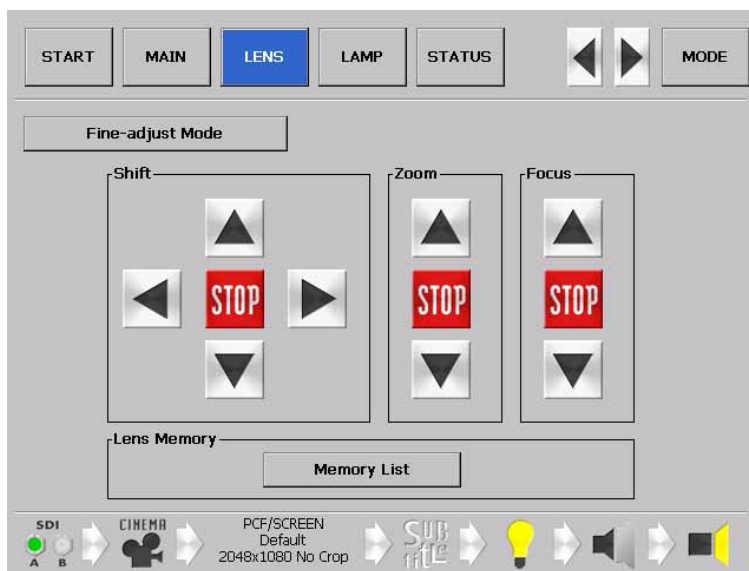 START MAIN LENS LAMP STATUS MODE
Fine-adjust Mode
Shift Zoom Focus
STOP STOP STOP
Lens Memory
Memory List
SDI
A B
CINEMA
PCF/SCREEN
Default
2048x1080 No Crop
SUB
titLE